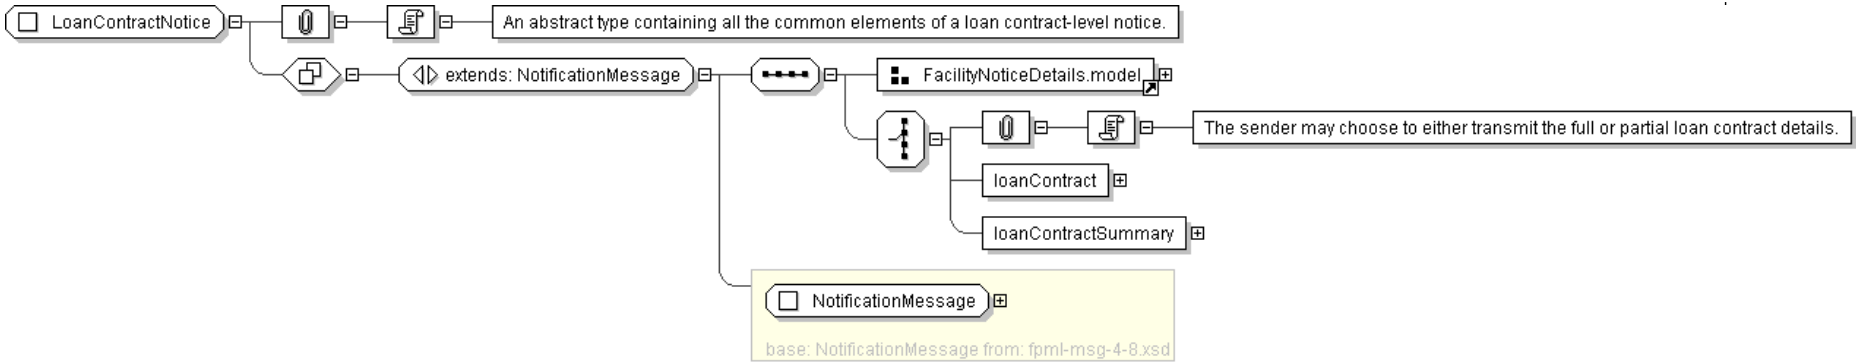 LoanContractNotice
An abstract type containing all the common elements of a loan contract-level notice.
extends: NotificationMessage
FacilityNoticeDetails.model
The sender may choose to either transmit the full or partial loan contract details.
loanContract
loanContractSummary
NotificationMessage
base: NotificationMessage from: fpml-msg-4-8.xsd